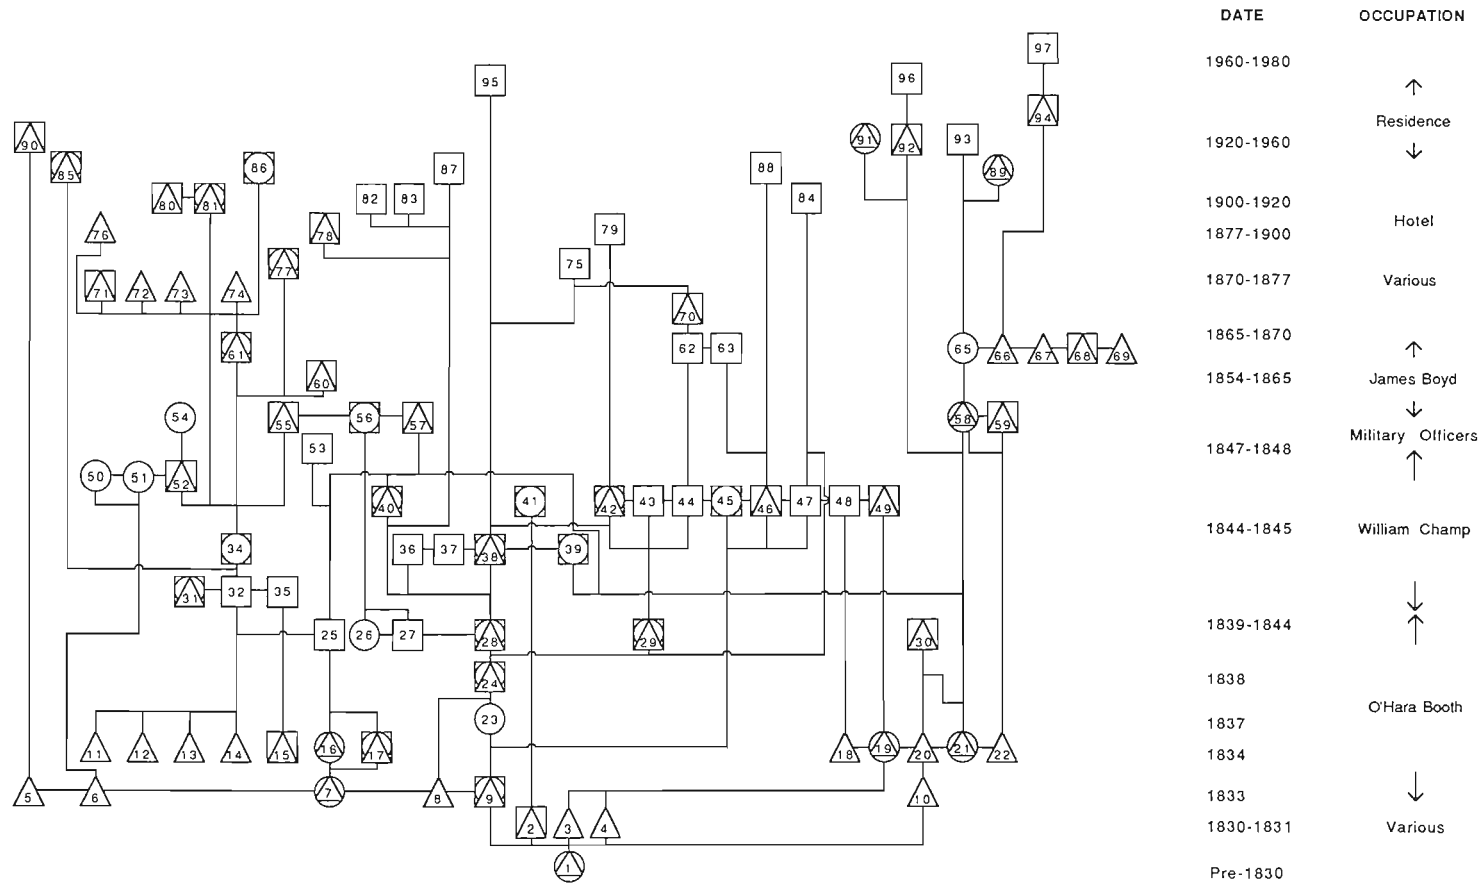 DATE OCCUPATION
97
1960-1980
96
95
94
Residence
90 91 92 93
1920-1960
85 86 87 88 89
80 81 82 83 84
1900-1920
76 78 79
Hotel
1877-1900
77 75
71 72 73 74
1870-1877 Various
70
1865-1870
61 62 63 65 66 67 68 69
60
1854-1865 James Boyd
54 55 56 57 58 59
53
Military Officers
1847-1848
50 51 52
40 41 42 43 44 45 46 47 48 49
1844-1845 William Champ
34 36 37 38 39
31 32 35
1839-1844
25 26 27 28 29 30
24
1838
O'Hara Booth
23
1837
11 12 13 14 15 16 17 18 19 20 21 22
1834
5 6 7 8 9 10
1833
2 3 4
1830-1831 Various
1
Pre-1830